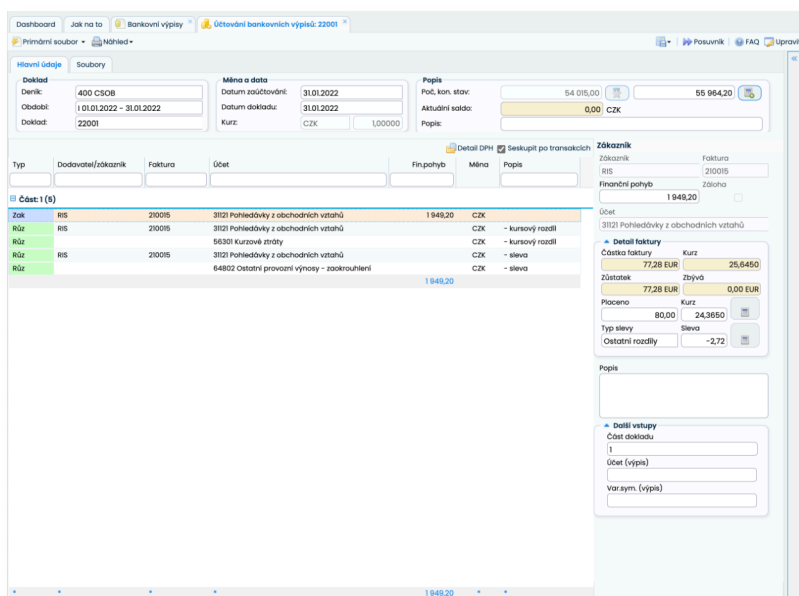 Dashboard Jak na to Bankovní výpisy × Účtování bankovních výpisů: 22001 ×
Primární soubor Náhled Posuvník FAQ Upravit
Hlavní údaje Soubory
Doklad Měna a data Popis
Deník: 400 CSOB Datum zaúčtování: 31.01.2022 Poč, kon. stav: 54 015,00 55 964,20
Období: I 01.01.2022 - 31.01.2022 Datum dokladu: 31.01.2022 Aktuální saldo: 0,00 CZK
Doklad: 22001 Kurz: CZK 1,00000 Popis:
Detail DPH Seskupit po transakcích
Typ Dodavatel/zákazník Faktura Účet Fin.pohyb Měna Popis
Část: 1 (5)
Zak RIS 210015 31121 Pohledávky z obchodních vztahů 1 949,20 CZK
Růz RIS 210015 31121 Pohledávky z obchodních vztahů CZK - kursový rozdíl
Růz 56301 Kurzové ztráty CZK - kursový rozdíl
Růz RIS 210015 31121 Pohledávky z obchodních vztahů CZK - sleva
Růz 64802 Ostatní provozní výnosy - zaokrouhlení CZK - sleva
1 949,20
Zákazník
Zákazník Faktura
RIS 210015
Finanční pohyb Záloha
1 949,20
Účet
31121 Pohledávky z obchodních vztahů
Detail faktury
Částka faktury Kurz
77,28 EUR 25,6450
Zůstatek Zbývá
77,28 EUR 0,00 EUR
Placeno Kurz
80,00 24,3650
Typ slevy Sleva
Ostatní rozdíly -2,72
Popis
Další vstupy
Část dokladu
1
Účet (výpis)
Var.sym. (výpis)
* * * * 1 949,20 * *